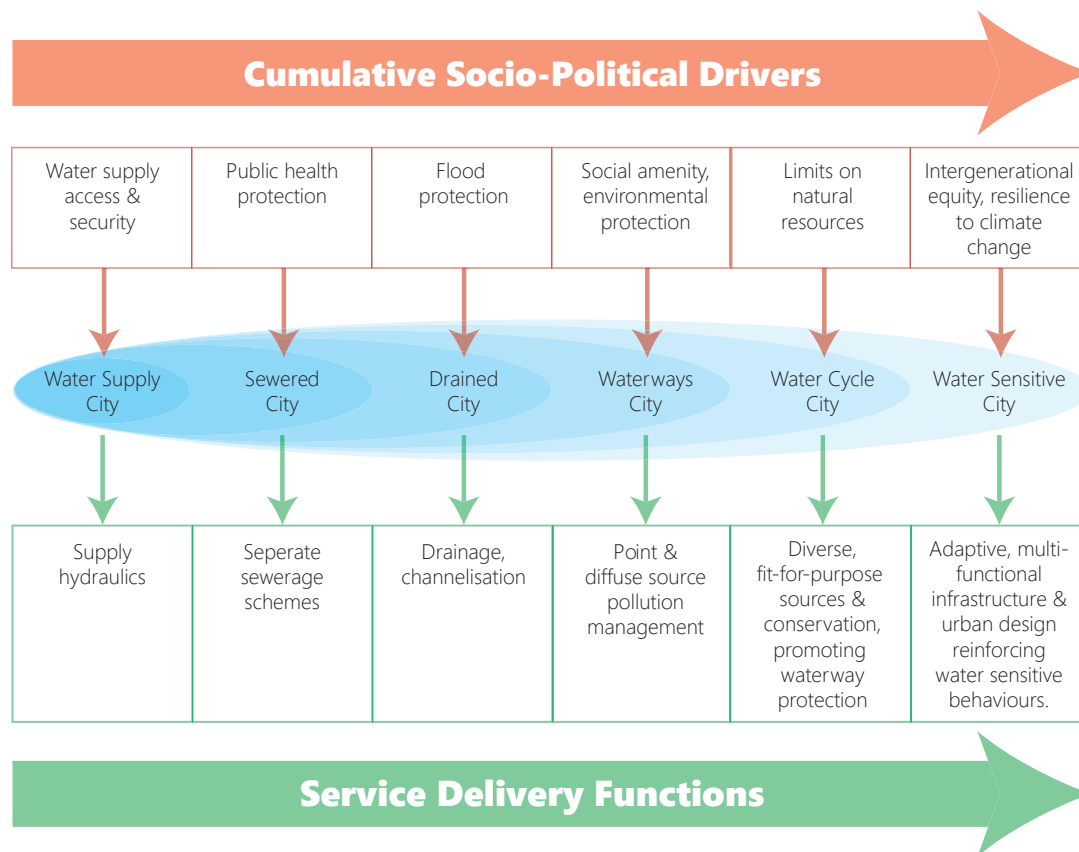 Cumulative Socio-Political Drivers
Water supply
access &
security
Public health
protection
Flood
protection
Social amenity,
environmental
protection
Limits on
natural
resources
Intergenerational
equity, resilience
to climate
change
Water Supply
City
Sewered
City
Drained
City
Waterways
City
Water Cycle
City
Water Sensitive
City
Supply
hydraulics
Seperate
sewerage
schemes
Drainage,
channelisation
Point &
diffuse source
pollution
management
Diverse,
fit-for-purpose
sources &
conservation,
promoting
waterway
protection
Adaptive, multi-
functional
infrastructure &
urban design
reinforcing
water sensitive
behaviours.
Service Delivery Functions